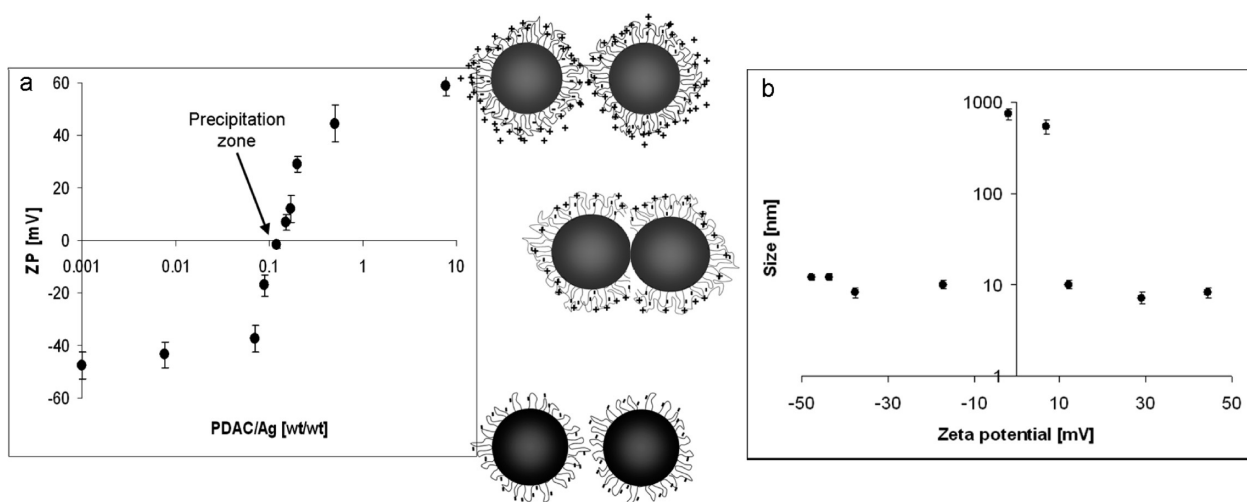 a
60
40
20
0
-20
-40
-60
Precipitation
zone
ZP [mV]
0.001 0.01 0.1 1 10
PDAC/Ag [wt/wt]
b
1000
100
10
1
Size [nm]
-50 -30 -10 10 30 50
Zeta potential [mV]